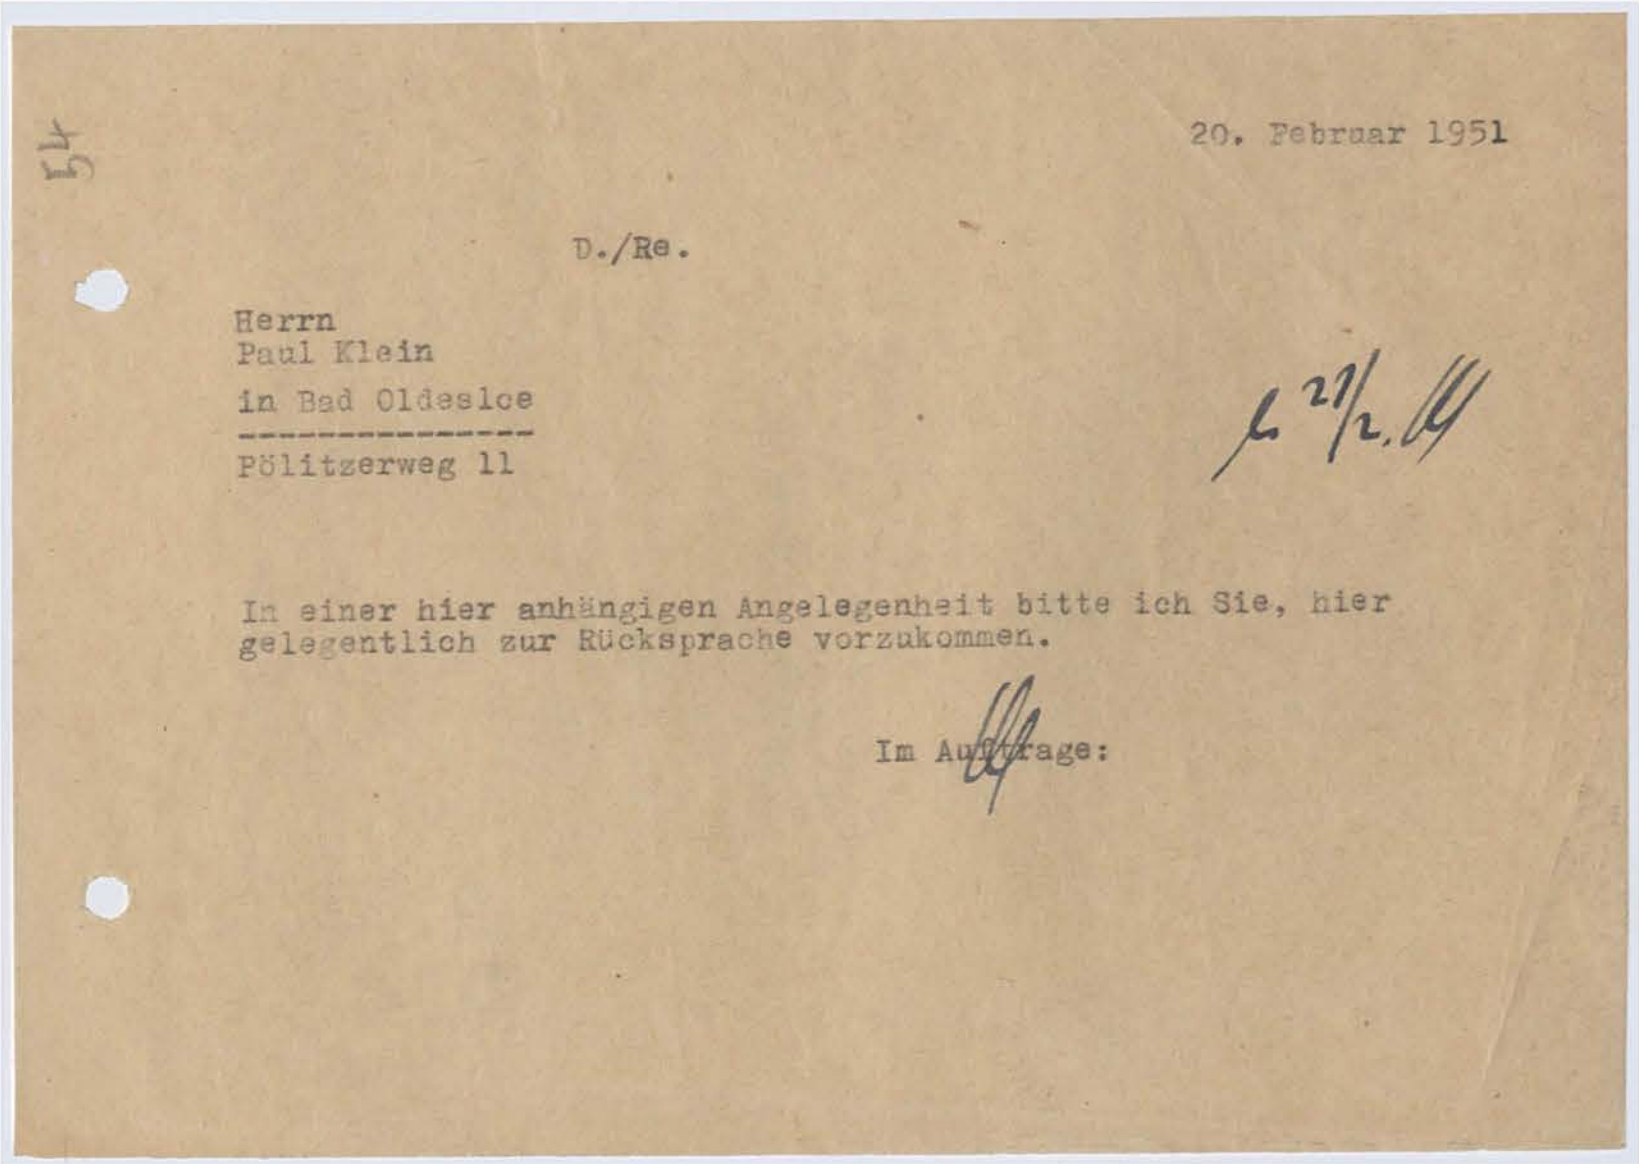 54
20. Februar 1951
D./Re.
Herrn
Paul Klein
in Bad Oldesloe
Pölitzerweg 11
In einer hier anhängigen Angelegenheit bitte ich Sie, hier
gelegentlich zur Rücksprache vorzukommen.
Im Auftrage: